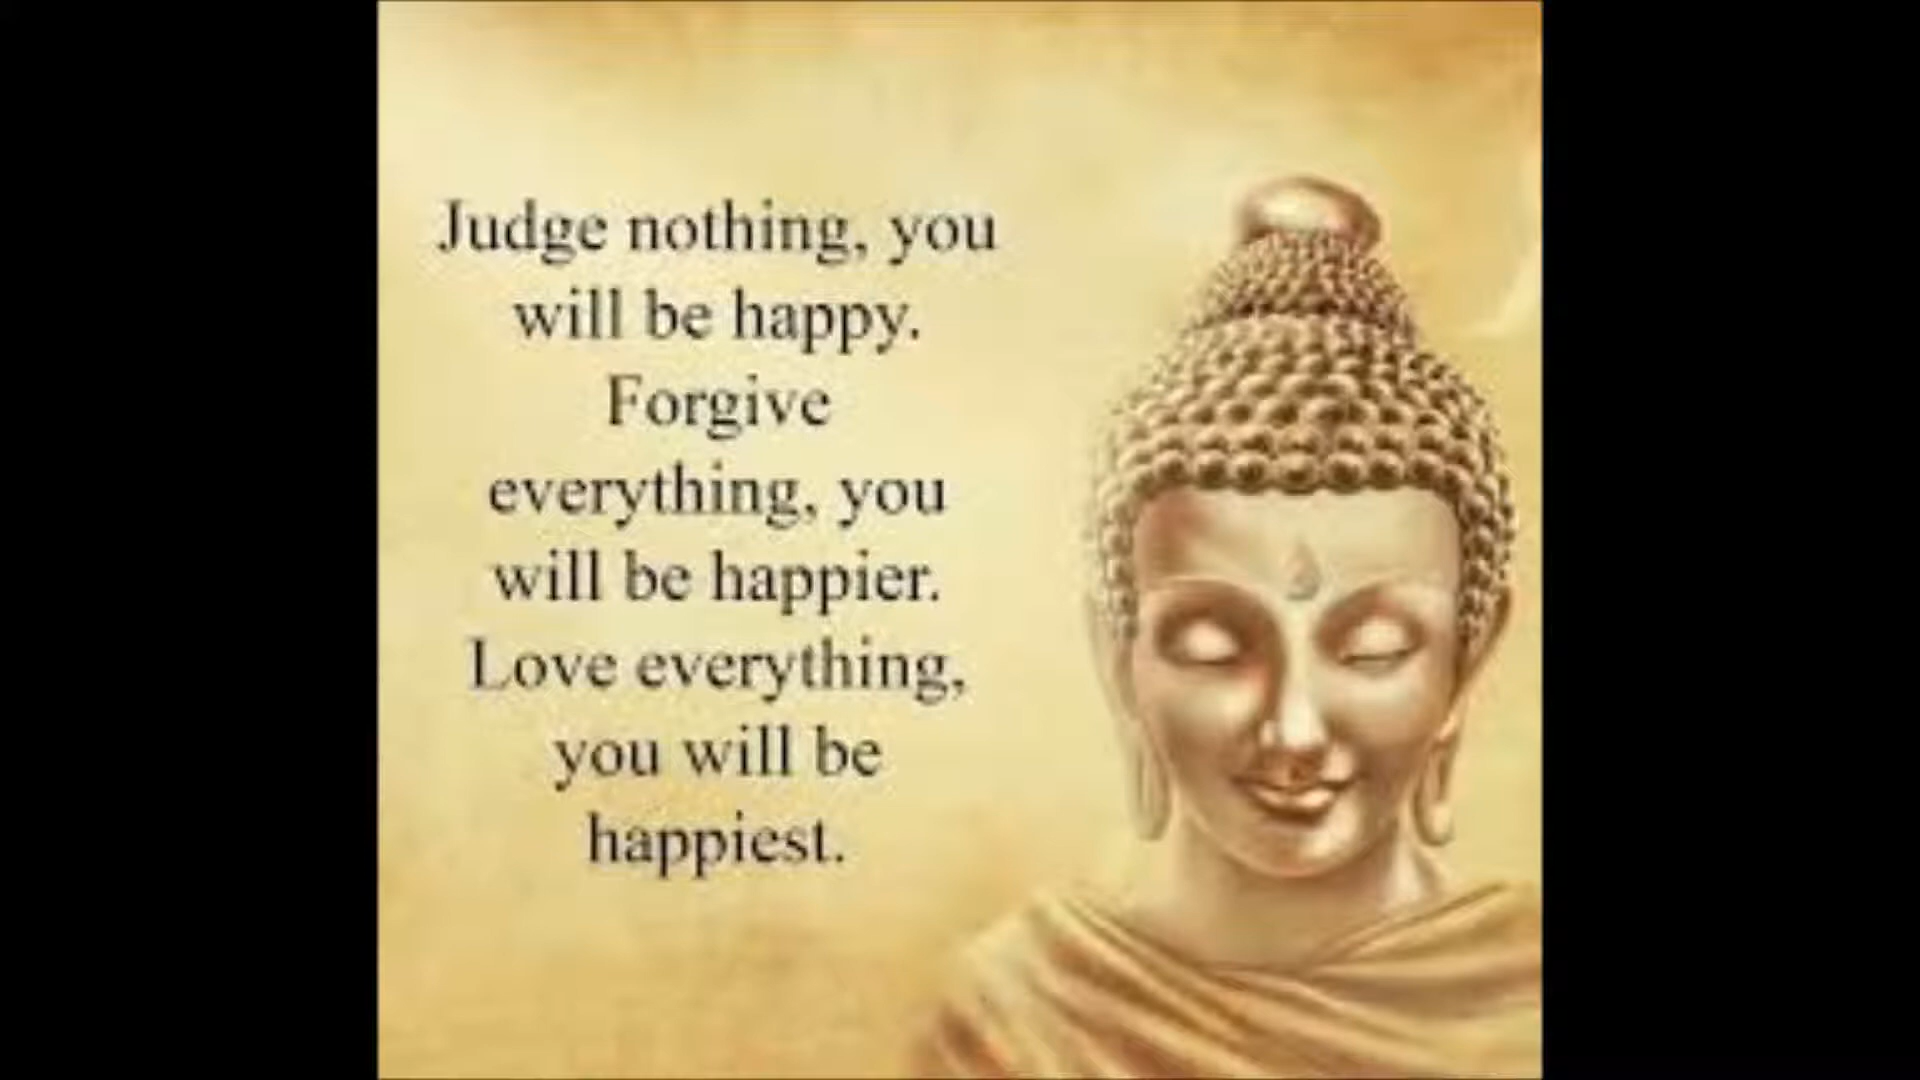 Judge nothing, you
will be happy.
Forgive
everything, you
will be happier.
Love everything,
you will be
happiest.